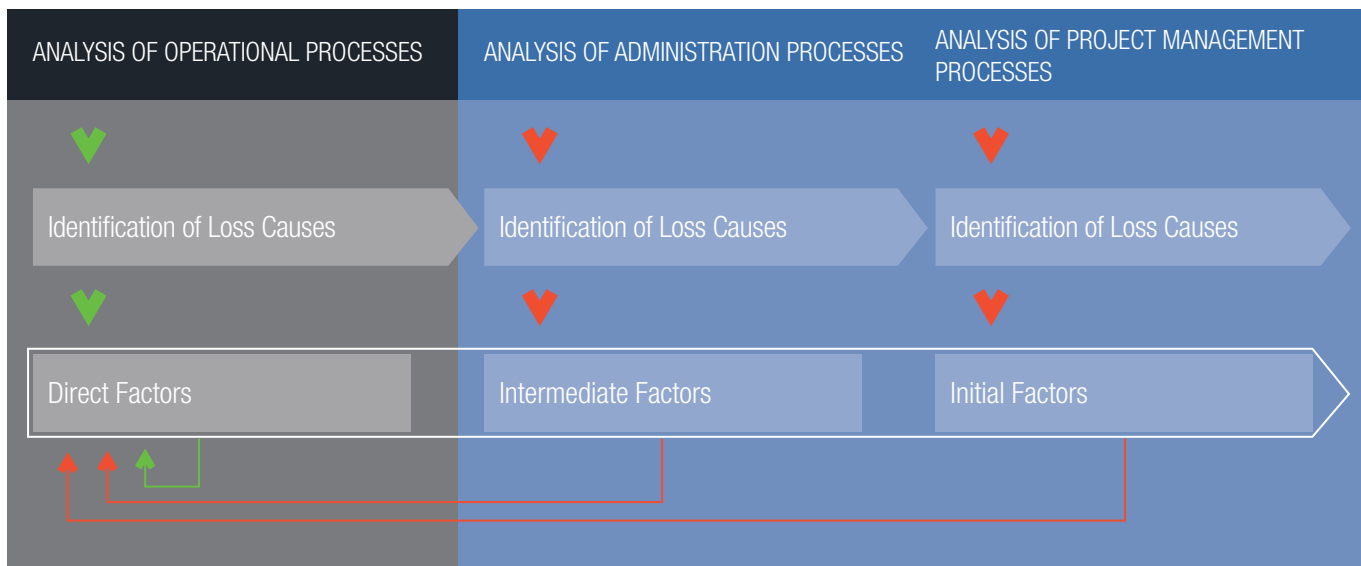 ANALYSIS OF OPERATIONAL PROCESSES
ANALYSIS OF ADMINISTRATION PROCESSES
ANALYSIS OF PROJECT MANAGEMENT
PROCESSES
Identification of Loss Causes
Identification of Loss Causes
Identification of Loss Causes
Direct Factors
Intermediate Factors
Initial Factors